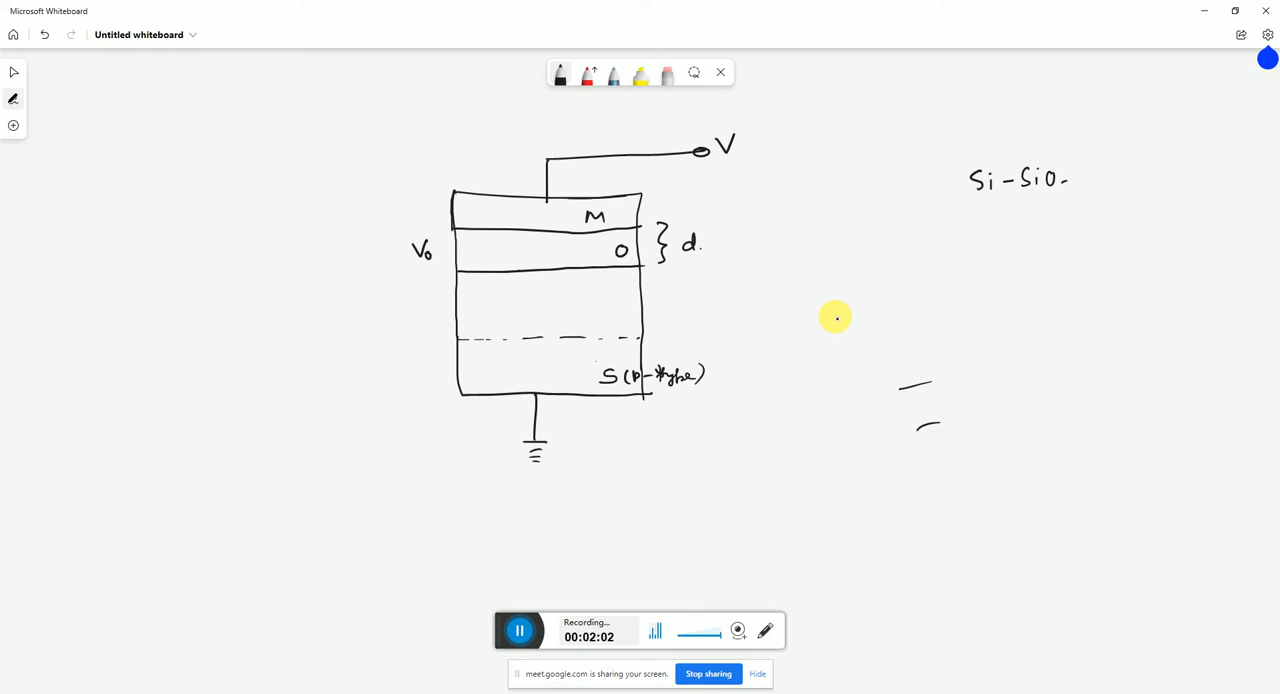 Microsoft Whiteboard
Untitled whiteboard
V
Si-SiO-
M
V₀
O
d.
S (p-type)
Recording...
00:02:02
meet.google.com is sharing your screen.
Stop sharing
Hide